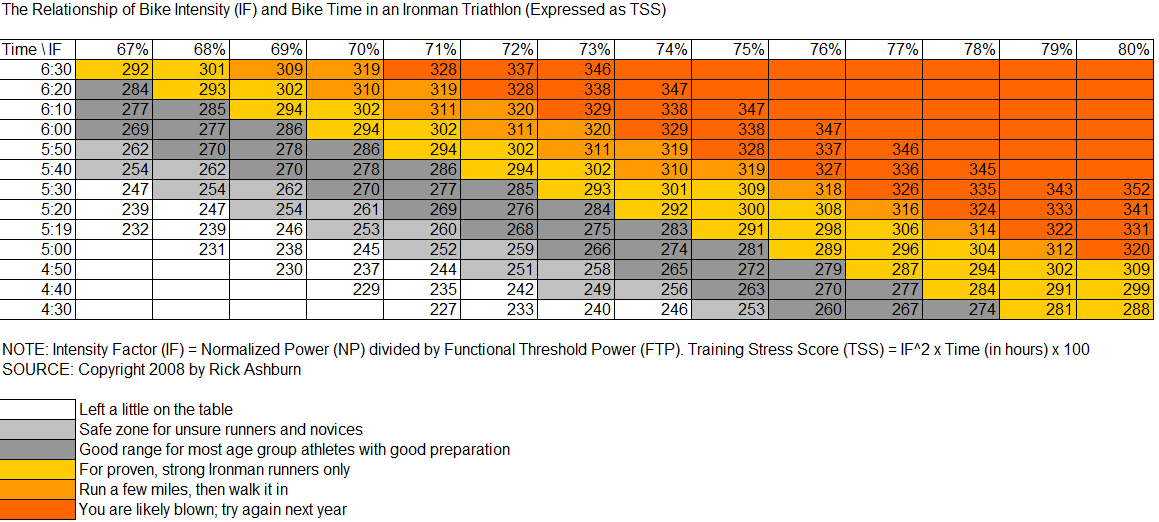 The Relationship of Bike Intensity (IF) and Bike Time in an Ironman Triathlon (Expressed as TSS)
Time \ IF 67% 68% 69% 70% 71% 72% 73% 74% 75% 76% 77% 78% 79% 80%
6:30 292 301 309 319 328 337 346
6:20 284 293 302 310 319 328 338 347
6:10 277 285 294 302 311 320 329 338 347
6:00 269 277 286 294 302 311 320 329 338 347
5:50 262 270 278 286 294 302 311 319 328 337 346
5:40 254 262 270 278 286 294 302 310 319 327 336 345
5:30 247 254 262 270 277 285 293 301 309 318 326 335 343 352
5:20 239 247 254 261 269 276 284 292 300 308 316 324 333 341
5:19 232 239 246 253 260 268 275 283 291 298 306 314 322 331
5:00 231 238 245 252 259 266 274 281 289 296 304 312 320
4:50 230 237 244 251 258 265 272 279 287 294 302 309
4:40 229 235 242 249 256 263 270 277 284 291 299
4:30 227 233 240 246 253 260 267 274 281 288
NOTE: Intensity Factor (IF) = Normalized Power (NP) divided by Functional Threshold Power (FTP). Training Stress Score (TSS) = IF^2 x Time (in hours) x 100
SOURCE: Copyright 2008 by Rick Ashburn
Left a little on the table
Safe zone for unsure runners and novices
Good range for most age group athletes with good preparation
For proven, strong Ironman runners only
Run a few miles, then walk it in
You are likely blown; try again next year